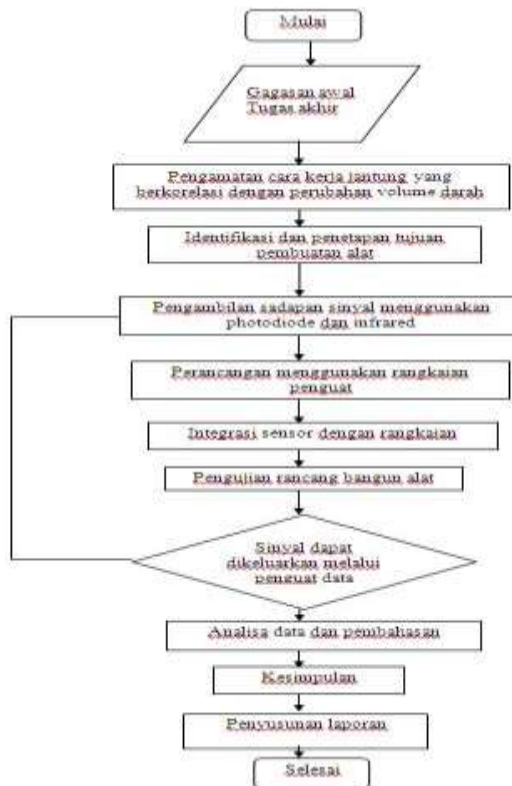 Mulai
Gagasan awal
Tugas akhir
Pengamatan cara kerja jantung yang
berkorelasi dengan perubahan volume darah
Identifikasi dan penetapan tujuan
pembuatan alat
Pengambilan sadapan sinyal menggunakan
photodiode dan infrared
Perancangan menggunakan rangkaian
penguat
Integrasi sensor dengan rangkaian
Pengujian rancang bangun alat
Sinyal dapat
dikeluarkan melalui
penguat data
Analisa data dan pembahasan
Kesimpulan
Penyusunan laporan
Selesai